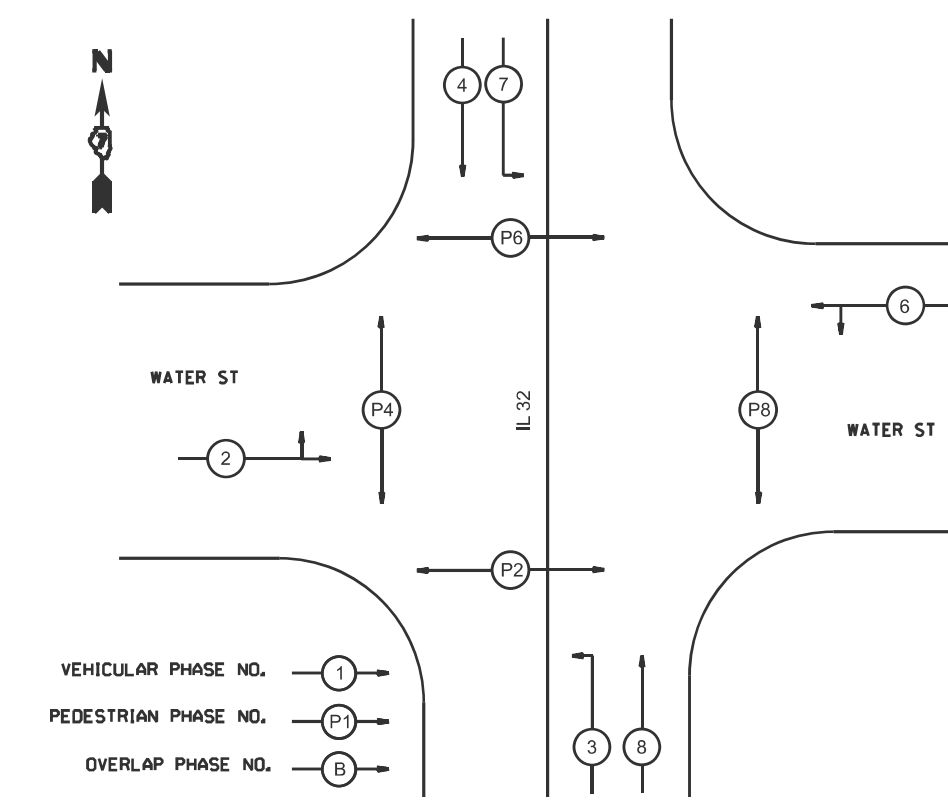 N
4 7
P6
6
WATER ST
P4
IL 32
P8
WATER ST
2
P2
VEHICULAR PHASE NO. 1
PEDESTRIAN PHASE NO. P1
OVERLAP PHASE NO. B
3 8